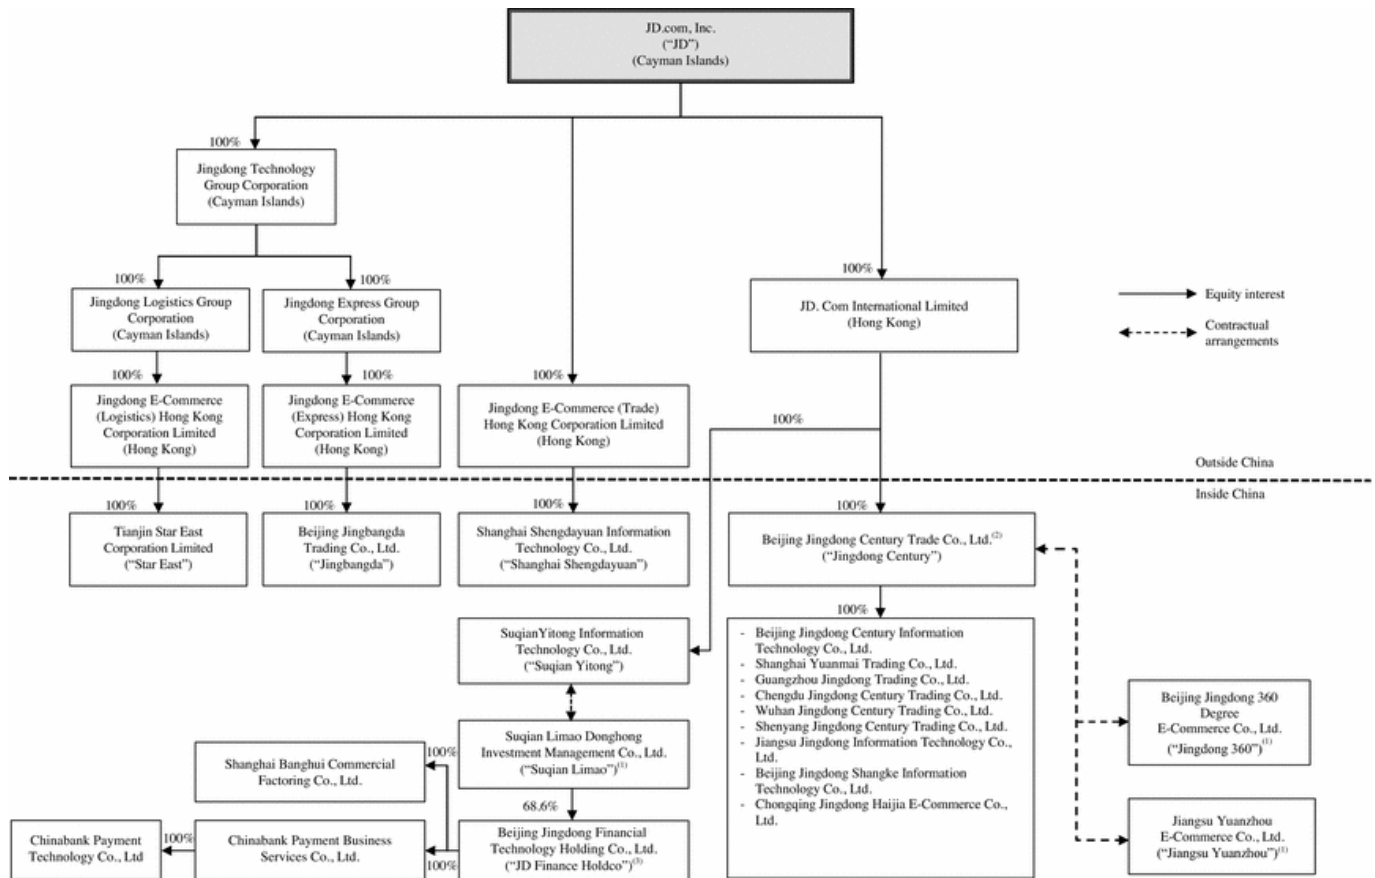 JD.com, Inc.
(“JD”)
(Cayman Islands)
100%
Jingdong Technology
Group Corporation
(Cayman Islands)
100%
Jingdong Logistics Group
Corporation
(Cayman Islands)
100%
Jingdong Express Group
Corporation
(Cayman Islands)
100%
JD. Com International Limited
(Hong Kong)
Equity interest
Contractual
arrangements
100%
Jingdong E-Commerce
(Logistics) Hong Kong
Corporation Limited
(Hong Kong)
100%
Jingdong E-Commerce
(Express) Hong Kong
Corporation Limited
(Hong Kong)
100%
Jingdong E-Commerce (Trade)
Hong Kong Corporation Limited
(Hong Kong)
100%
Outside China
Inside China
100%
Tianjin Star East
Corporation Limited
(“Star East”)
100%
Beijing Jingbangda
Trading Co., Ltd.
(“Jingbangda”)
100%
Shanghai Shengdayuan Information
Technology Co., Ltd.
(“Shanghai Shengdayuan”)
100%
Beijing Jingdong Century Trade Co., Ltd.(2)
(“Jingdong Century”)
100%
SuqianYitong Information
Technology Co., Ltd.
(“Suqian Yitong”)
- Beijing Jingdong Century Information
Technology Co., Ltd.
- Shanghai Yuanmai Trading Co., Ltd.
- Guangzhou Jingdong Trading Co., Ltd.
- Chengdu Jingdong Century Trading Co., Ltd.
- Wuhan Jingdong Century Trading Co., Ltd.
- Shenyang Jingdong Century Trading Co., Ltd.
- Jiangsu Jingdong Information Technology Co.,
Ltd.
- Beijing Jingdong Shangke Information
Technology Co., Ltd.
- Chongqing Jingdong Haijia E-Commerce Co.,
Ltd.
Beijing Jingdong 360
Degree
E-Commerce Co., Ltd.
(“Jingdong 360”)(1)
Suqian Limao Donghong
Investment Management Co., Ltd.
(“Suqian Limao”)(1)
100%
Shanghai Banghui Commercial
Factoring Co., Ltd.
68.6%
Beijing Jingdong Financial
Technology Holding Co., Ltd.
(“JD Finance Holdco”)(3)
100%
Chinabank Payment Business
Services Co., Ltd.
100%
Chinabank Payment
Technology Co., Ltd
Jiangsu Yuanzhou
E-Commerce Co., Ltd.
(“Jiangsu Yuanzhou”)(1)